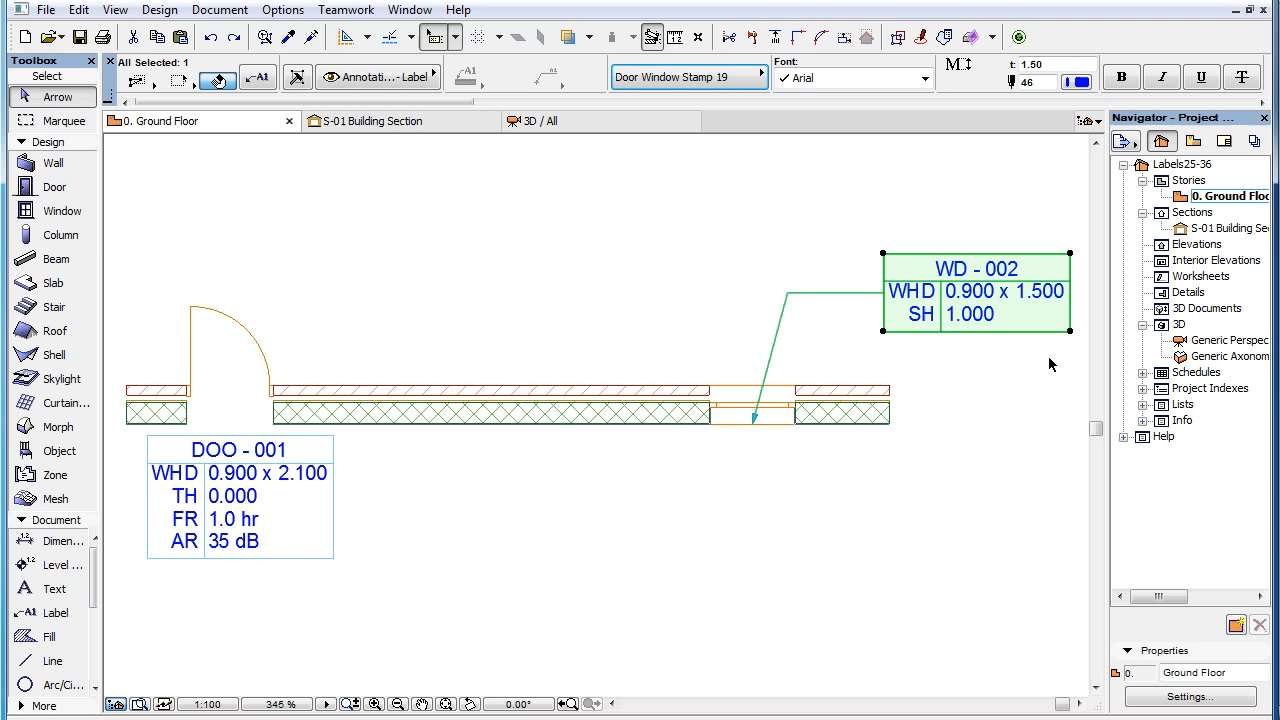 File Edit View Design Document Options Teamwork Window Help
Toolbox
Select
Arrow
Marquee
Design
Wall
Door
Window
Column
Beam
Slab
Stair
Roof
Shell
Skylight
Curtain...
Morph
Object
Zone
Mesh
Document
Dimen...
Level ...
Text
Label
Fill
Line
Arc/Ci...
More
All Selected: 1
Annotati... - Label
Door Window Stamp 19
Font:
Arial
t: 1.50
46
B I U T
0. Ground Floor
S-01 Building Section
3D / All
WD - 002
WHD 0.900 x 1.500
SH 1.000
DOO - 001
WHD 0.900 x 2.100
TH 0.000
FR 1.0 hr
AR 35 dB
1:100
345 %
0.00°
Navigator - Project ...
Labels25-36
Stories
0. Ground Floo
Sections
S-01 Building Se
Elevations
Interior Elevations
Worksheets
Details
3D Documents
3D
Generic Perspec
Generic Axonom
Schedules
Project Indexes
Lists
Info
Help
Properties
0. Ground Floor
Settings...